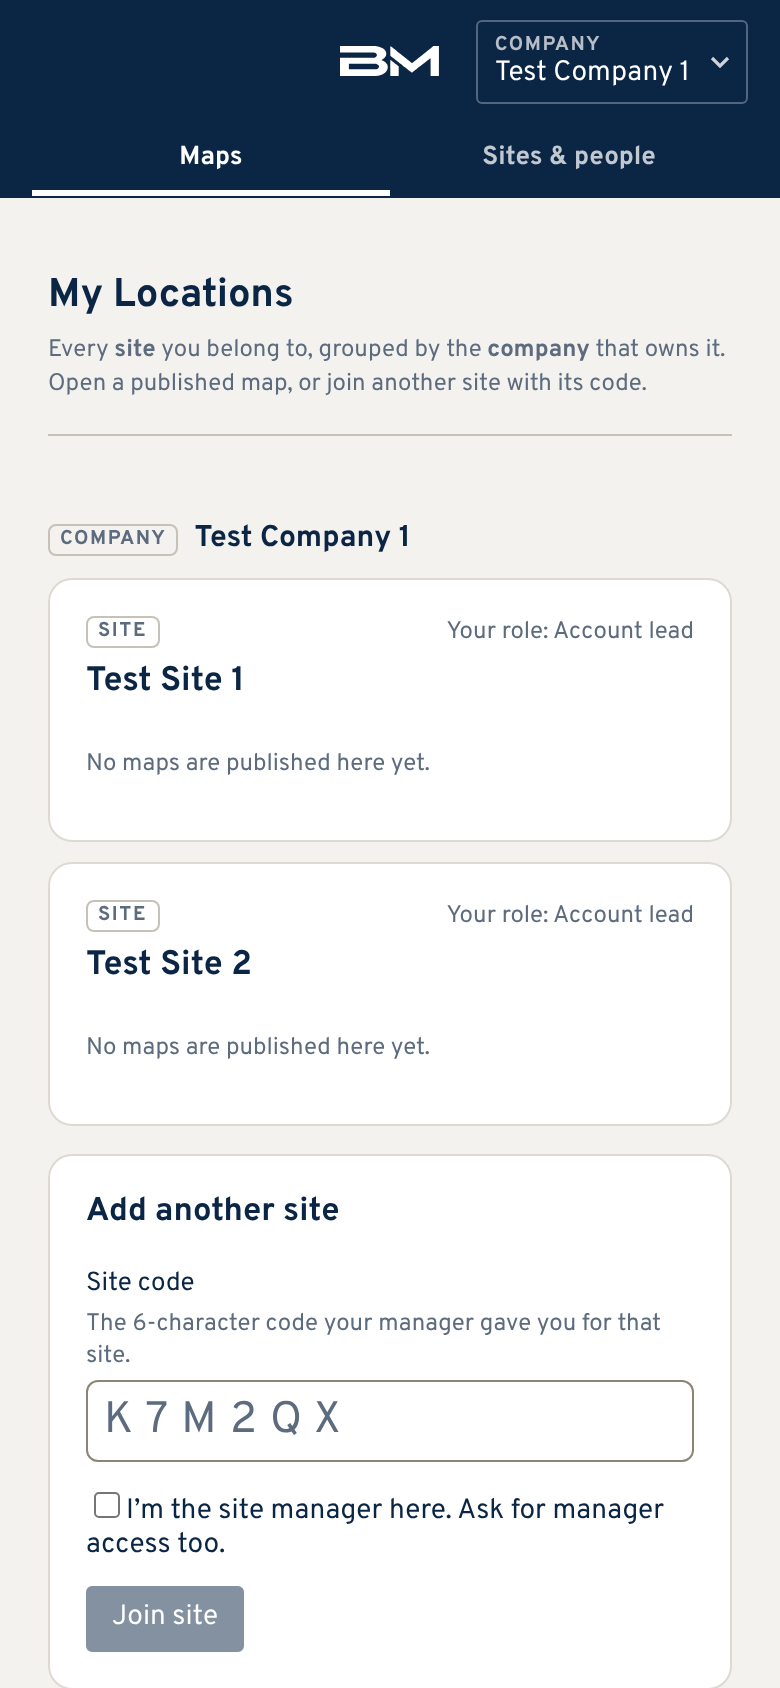 BM
COMPANY
Test Company 1
Maps
Sites & people
My Locations
Every site you belong to, grouped by the company that owns it.
Open a published map, or join another site with its code.
COMPANY Test Company 1
SITE
Your role: Account lead
Test Site 1
No maps are published here yet.
SITE
Your role: Account lead
Test Site 2
No maps are published here yet.
Add another site
Site code
The 6-character code your manager gave you for that
site.
K7M2QX
I’m the site manager here. Ask for manager
access too.
Join site